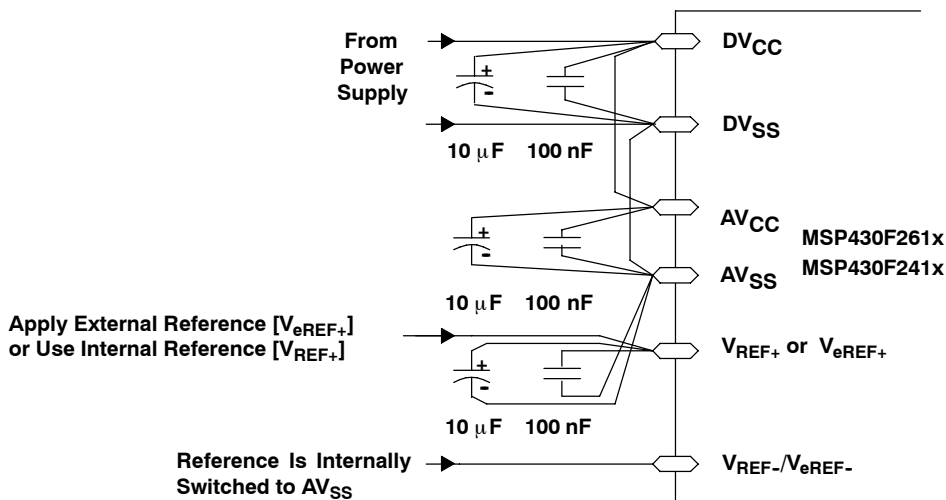 From
Power
Supply
+
-
10 μF 100 nF
DVCC
DVSS
+
-
10 μF 100 nF
AVCC
AVSS
MSP430F261x
MSP430F241x
Apply External Reference [VeREF+]
or Use Internal Reference [VREF+]
+
-
10 μF 100 nF
VREF+ or VeREF+
Reference Is Internally
Switched to AVSS
VREF-/VeREF-